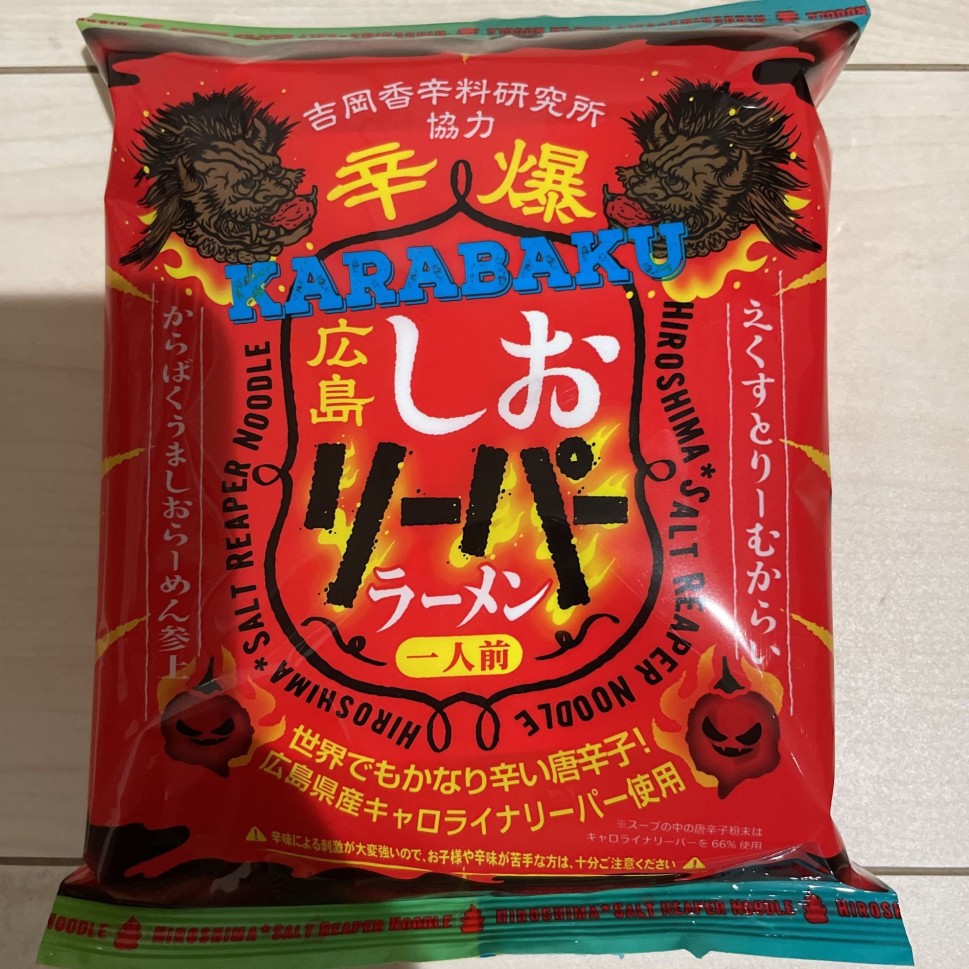 吉岡香辛料研究所
協力
辛爆
KARABAKU
広島
しお
リーパー
ラーメン
一人前
えくすとりーむからい
からばくうましおらーめん参上
HIROSHIMA*SALT REAPER NOODLE
HIROSHIMA*SALT REAPER NOODLE
世界でもかなり辛い唐辛子!
広島県産キャロライナリーパー使用
※スープの中の唐辛子粉末は
キャロライナリーパーを66%使用
辛味による刺激が大変強いので、お子様や辛味が苦手な方は、十分ご注意ください
NOODLE HIROSHIMA*SALT REAPER NOODLE HIROSHIMA*SALT REAPER NOODLE HIROS